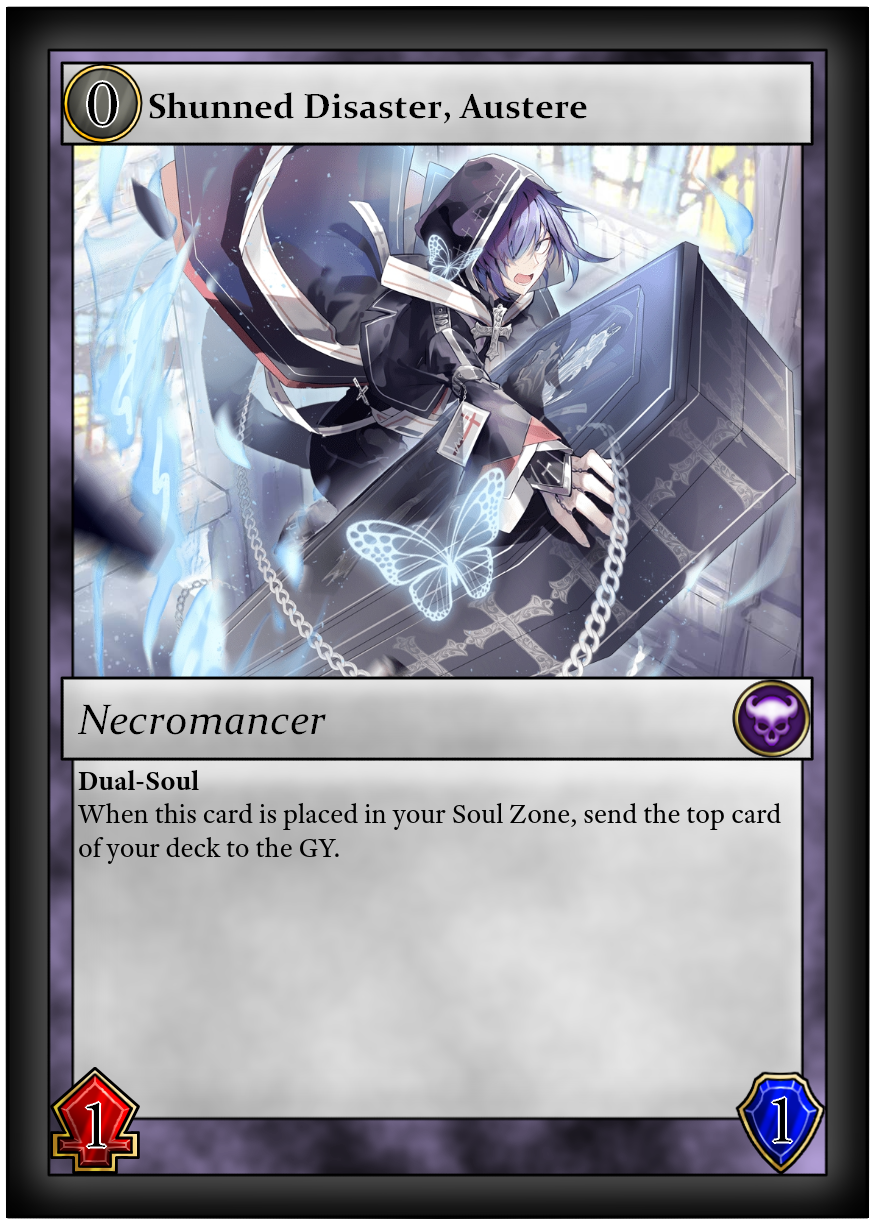 0
Shunned Disaster, Austere
Necromancer
Dual-Soul
When this card is placed in your Soul Zone, send the top card
of your deck to the GY.
1
1